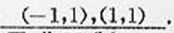 (-1,1),(1,1) .